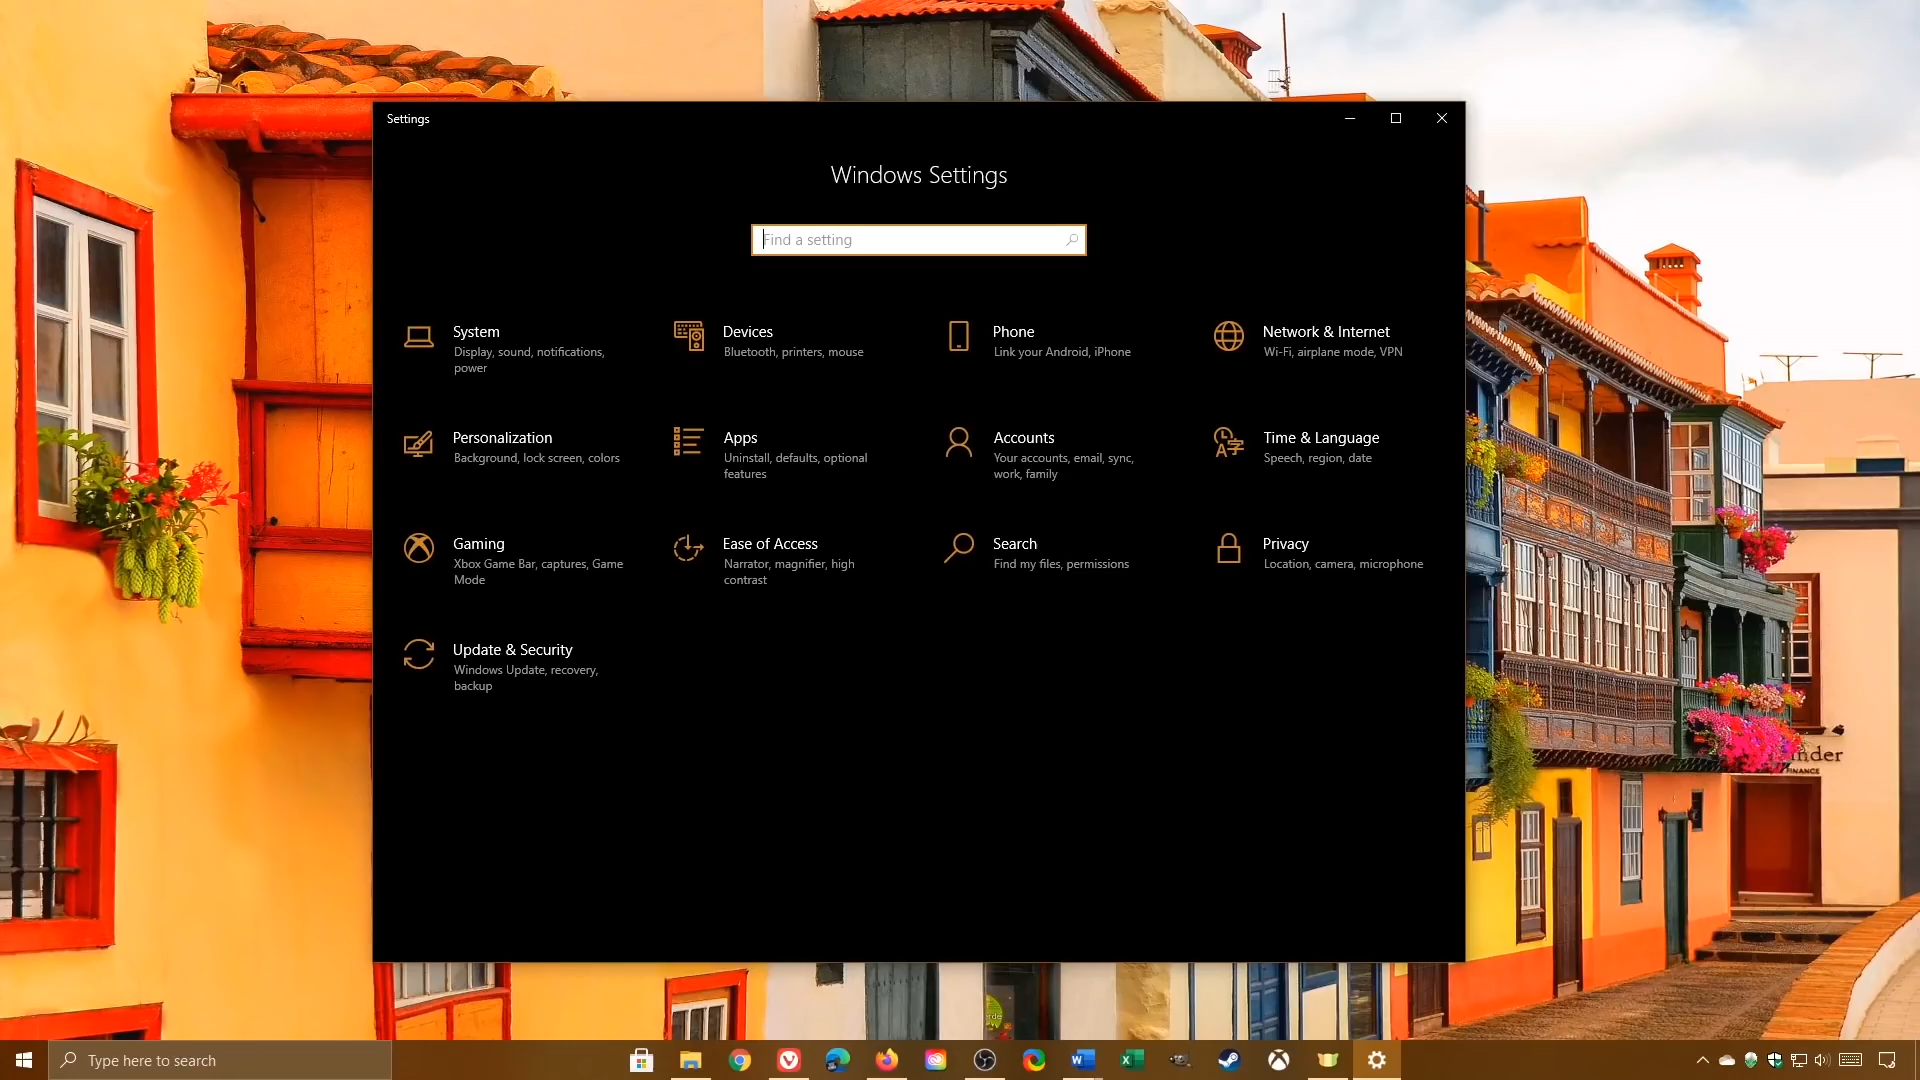 Settings
Windows Settings
Find a setting
System
Display, sound, notifications,
power
Devices
Bluetooth, printers, mouse
Phone
Link your Android, iPhone
Network & Internet
Wi-Fi, airplane mode, VPN
Personalization
Background, lock screen, colors
Apps
Uninstall, defaults, optional
features
Accounts
Your accounts, email, sync,
work, family
Time & Language
Speech, region, date
Gaming
Xbox Game Bar, captures, Game
Mode
Ease of Access
Narrator, magnifier, high
contrast
Search
Find my files, permissions
Privacy
Location, camera, microphone
Update & Security
Windows Update, recovery,
backup
FINANCE
Type here to search